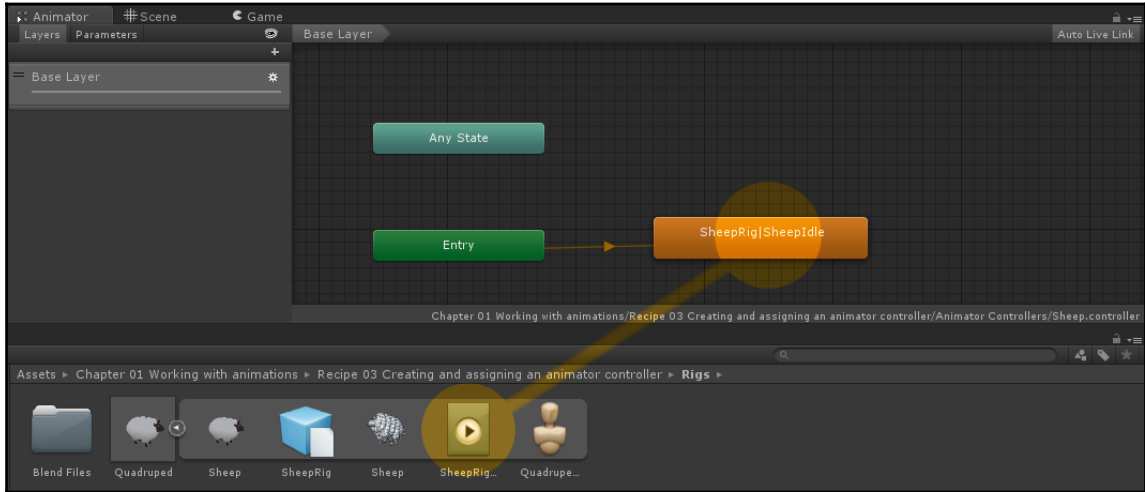 Animator
Scene
Game
Layers
Parameters
Base Layer
Auto Live Link
Base Layer
Any State
SheepRig|SheepIdle
Entry
Chapter 01 Working with animations/Recipe 03 Creating and assigning an animator controller/Animator Controllers/Sheep.controller
Assets ▸ Chapter 01 Working with animations ▸ Recipe 03 Creating and assigning an animator controller ▸ Rigs ▸
Blend Files
Quadruped
Sheep
SheepRig
Sheep
SheepRig...
Quadrupe...